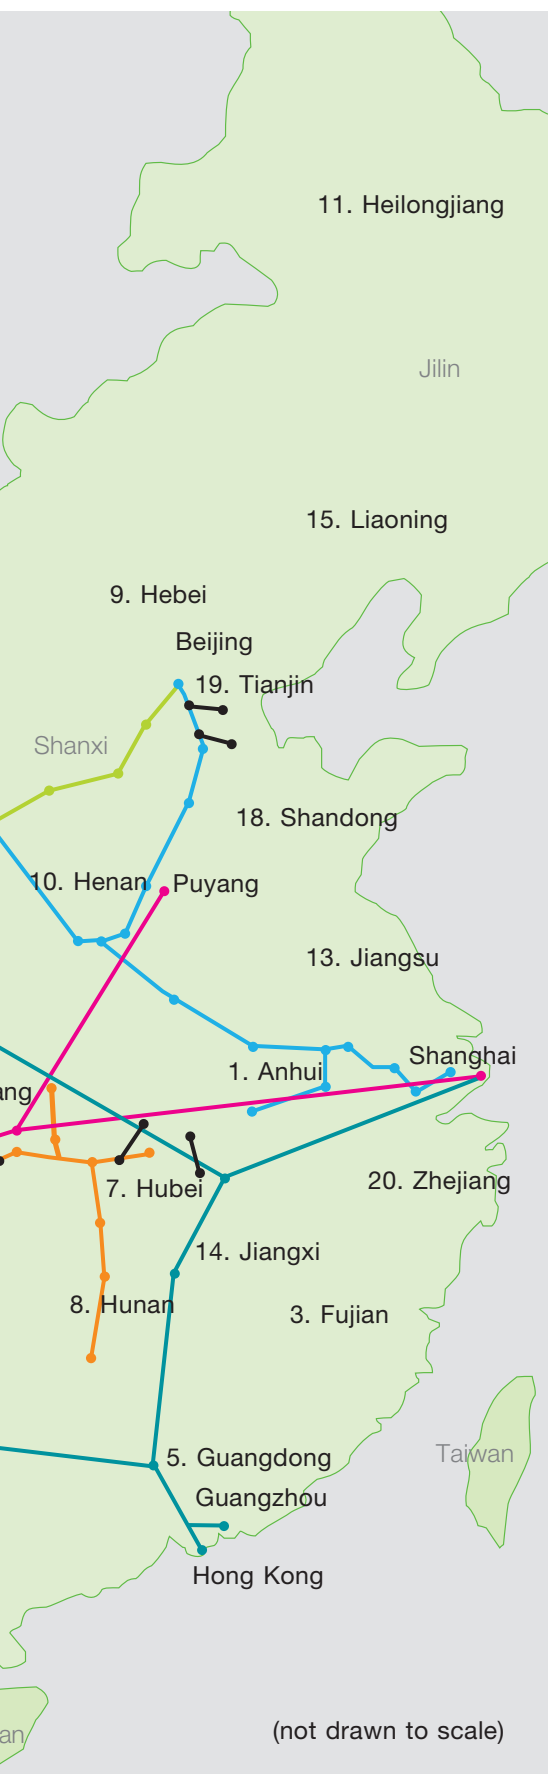 11. Heilongjiang
Jilin
15. Liaoning
9. Hebei
Beijing
19. Tianjin
Shanxi
18. Shandong
10. Henan
Puyang
13. Jiangsu
Shanghai
1. Anhui
ang
20. Zhejiang
7. Hubei
14. Jiangxi
8. Hunan
3. Fujian
Taiwan
5. Guangdong
Guangzhou
Hong Kong
(not drawn to scale)
an